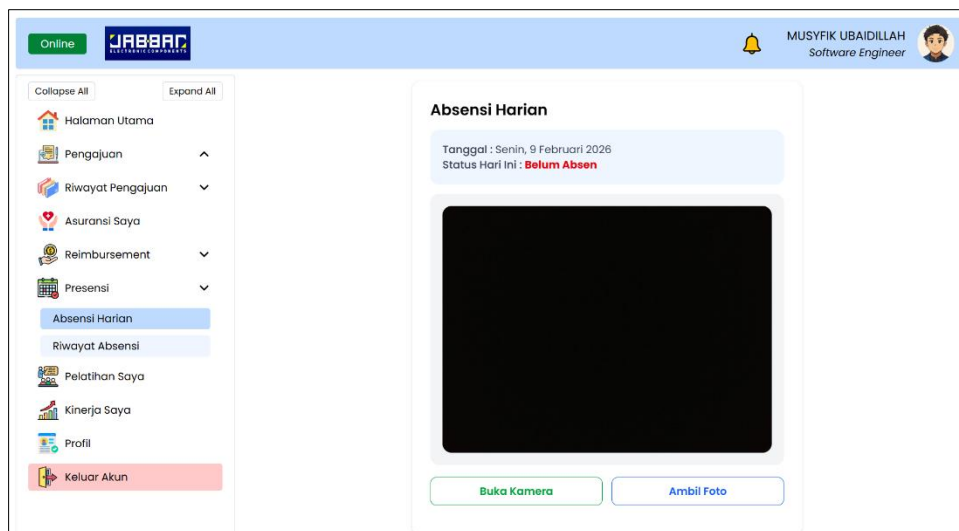 Online
JABBAR
ELECTRONIC COMPONENTS
MUSYFIK UBAIDILLAH
Software Engineer
Collapse All
Expand All
Halaman Utama
Pengajuan
Riwayat Pengajuan
Asuransi Saya
Reimbursement
Presensi
Absensi Harian
Riwayat Absensi
Pelatihan Saya
Kinerja Saya
Profil
Keluar Akun
Absensi Harian
Tanggal : Senin, 9 Februari 2026
Status Hari Ini : Belum Absen
Buka Kamera
Ambil Foto